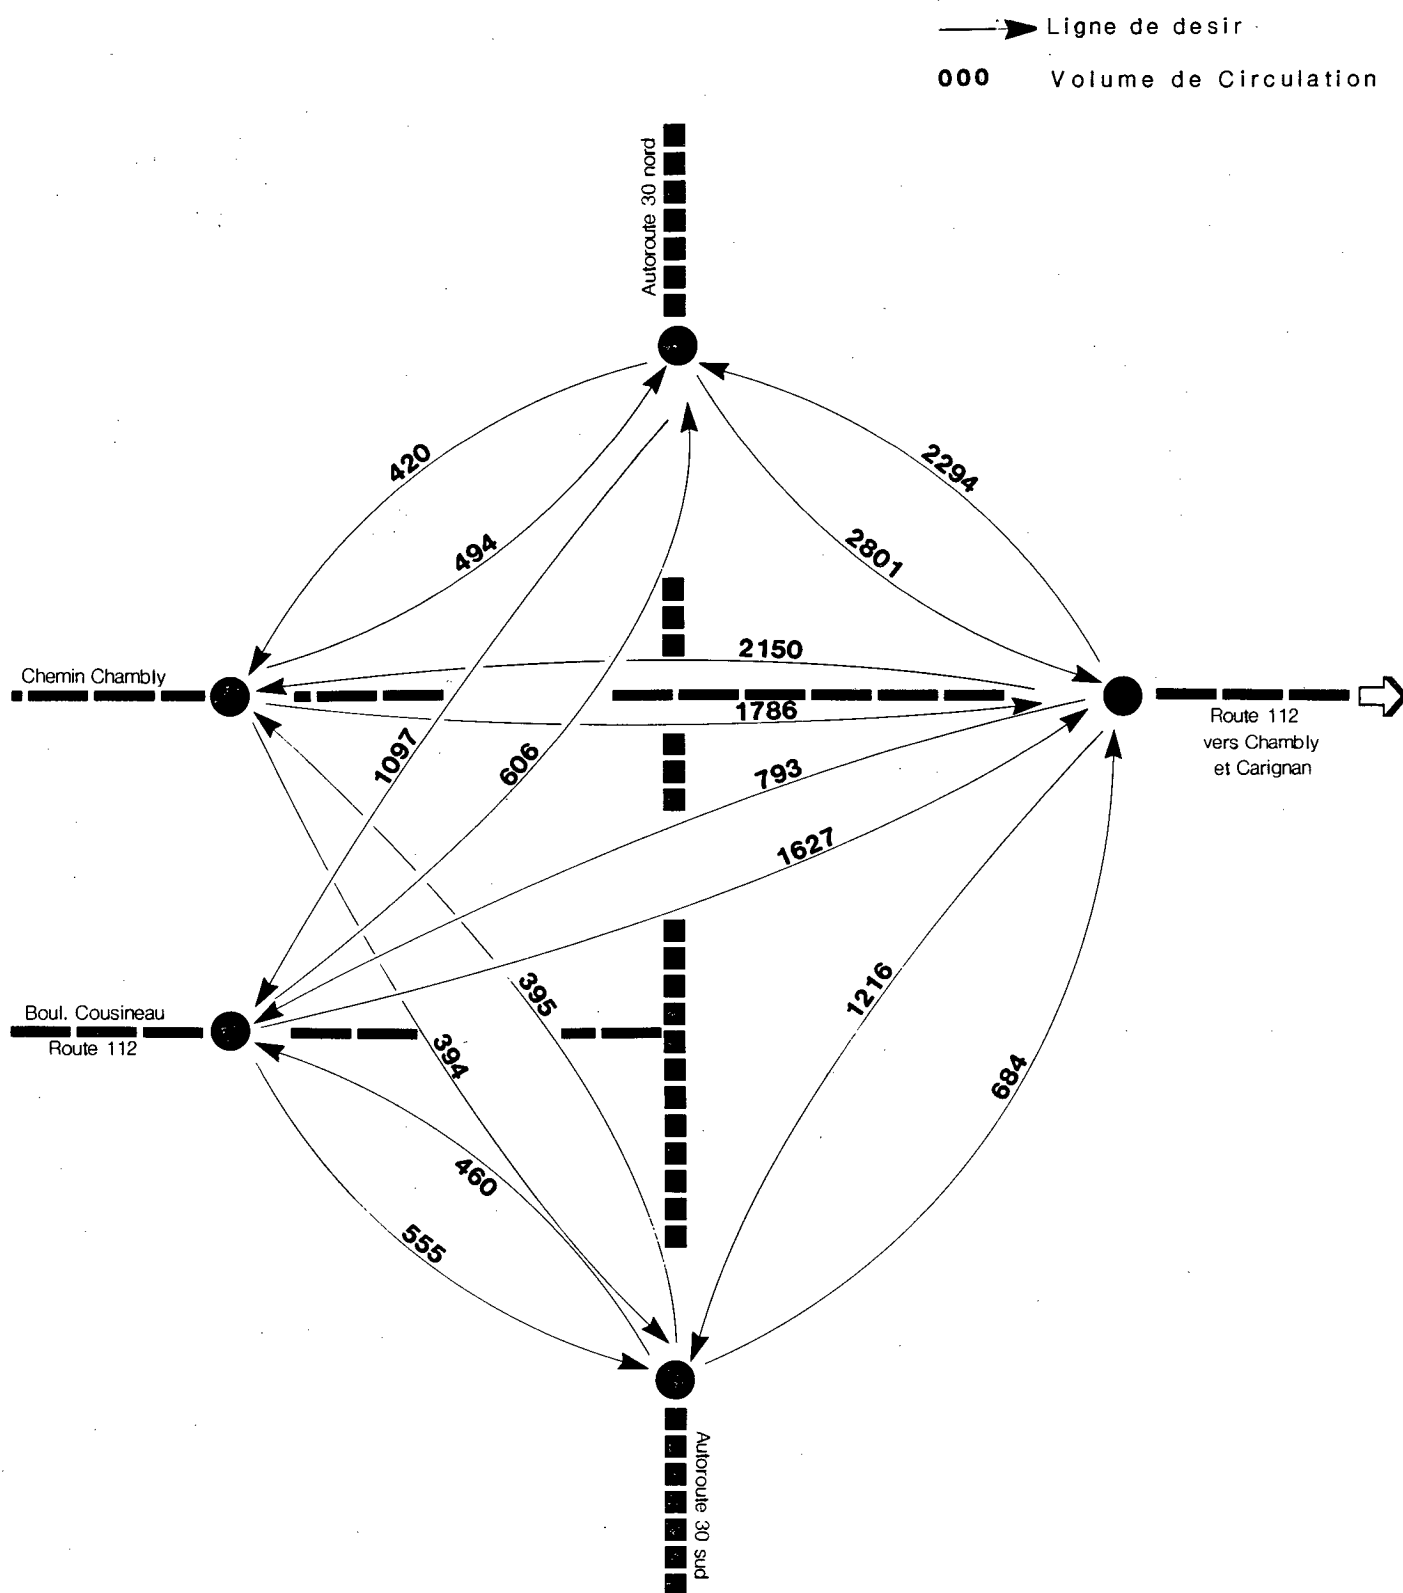 Ligne de desir
000 Volume de Circulation
Autoroute 30 nord
420
2294
494
2801
Chemin Chambly
2150
1786
Route 112
vers Chambly
et Carignan
1097
606
793
1627
395
1216
Boul. Cousineau
Route 112
394
684
460
555
Autoroute 30 sud